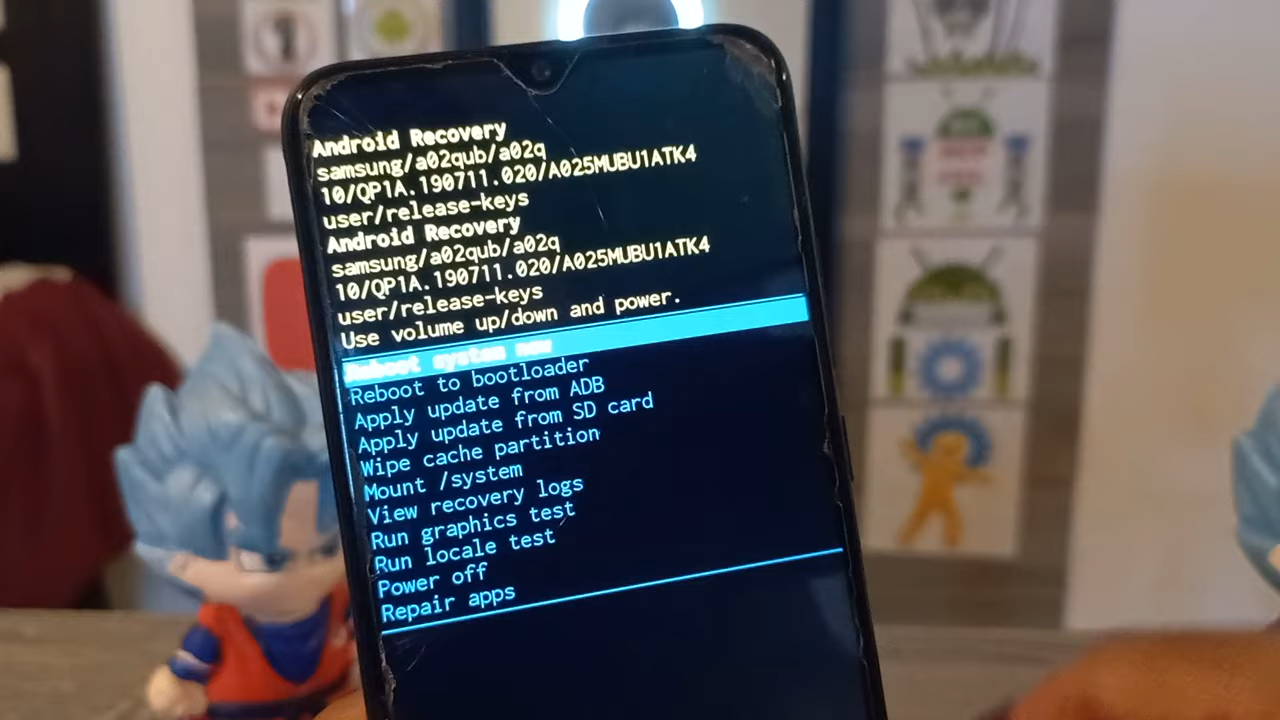 Android Recovery
samsung/a02qub/a02q
10/QP1A.190711.020/A025MUBU1ATK4
user/release-keys
Android Recovery
samsung/a02qub/a02q
10/QP1A.190711.020/A025MUBU1ATK4
user/release-keys
Use volume up/down and power.
Reboot system now
Reboot to bootloader
Apply update from ADB
Apply update from SD card
Wipe cache partition
Mount /system
View recovery logs
Run graphics test
Run locale test
Power off
Repair apps